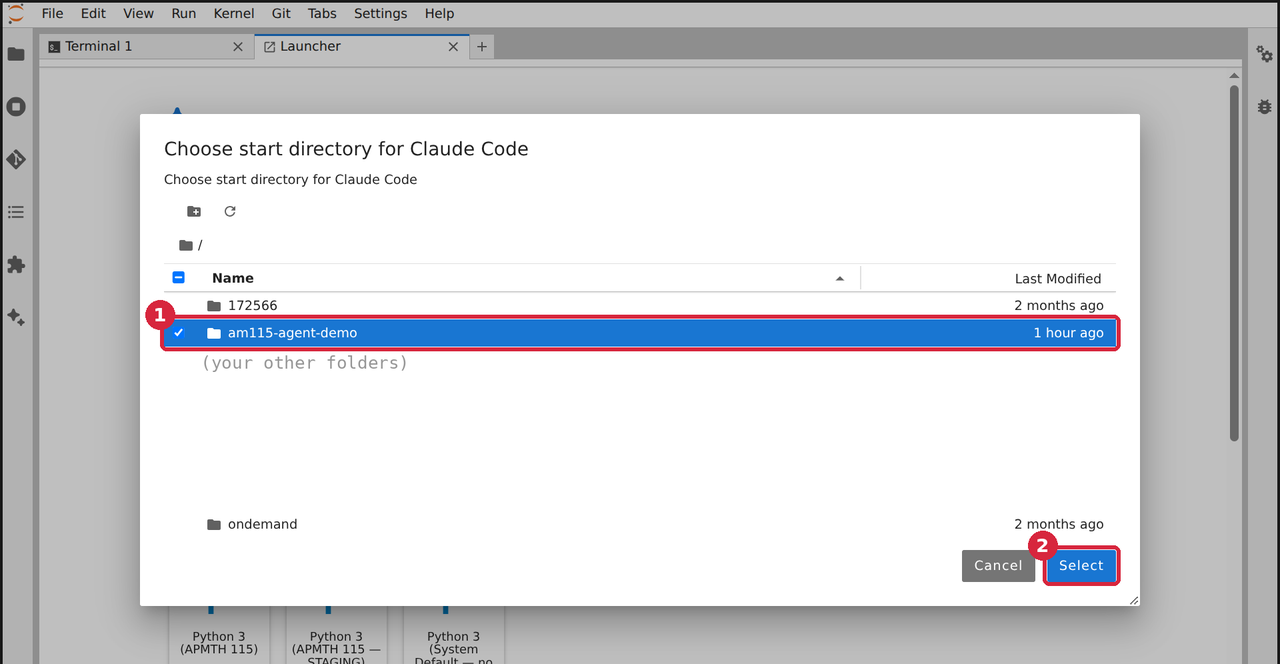 File Edit View Run Kernel Git Tabs Settings Help
Terminal 1
Launcher
Choose start directory for Claude Code
Choose start directory for Claude Code
/
Name Last Modified
172566 2 months ago
1
am115-agent-demo 1 hour ago
(your other folders)
ondemand 2 months ago
2
Cancel Select
Python 3 Python 3 Python 3
(APMTH 115) (APMTH 115 — (System
STAGING) Default — no